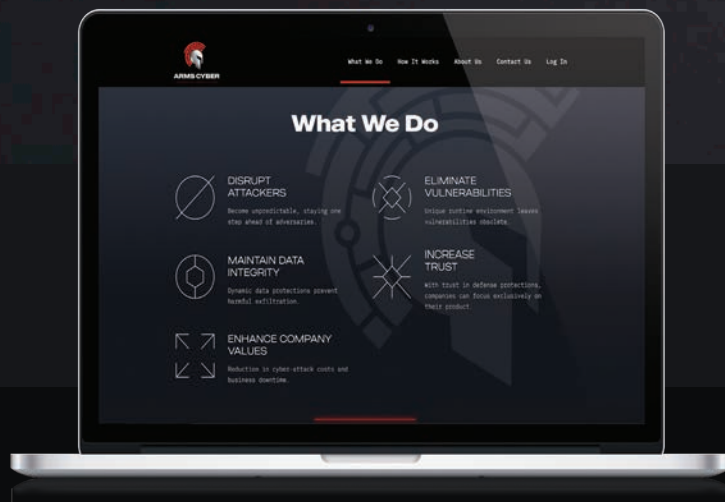 ARMS CYBER
What We Do How It Works About Us Contact Us Log In
What We Do
DISRUPT
ATTACKERS
Become unpredictable, staying one
step ahead of adversaries.
ELIMINATE
VULNERABILITIES
Unique runtime environment leaves
vulnerabilities obsolete.
MAINTAIN DATA
INTEGRITY
Dynamic data protections prevent
harmful exfiltration.
INCREASE
TRUST
With trust in defense protections,
companies can focus exclusively on
their product.
ENHANCE COMPANY
VALUES
Reduction in cyber-attack costs and
business downtime.